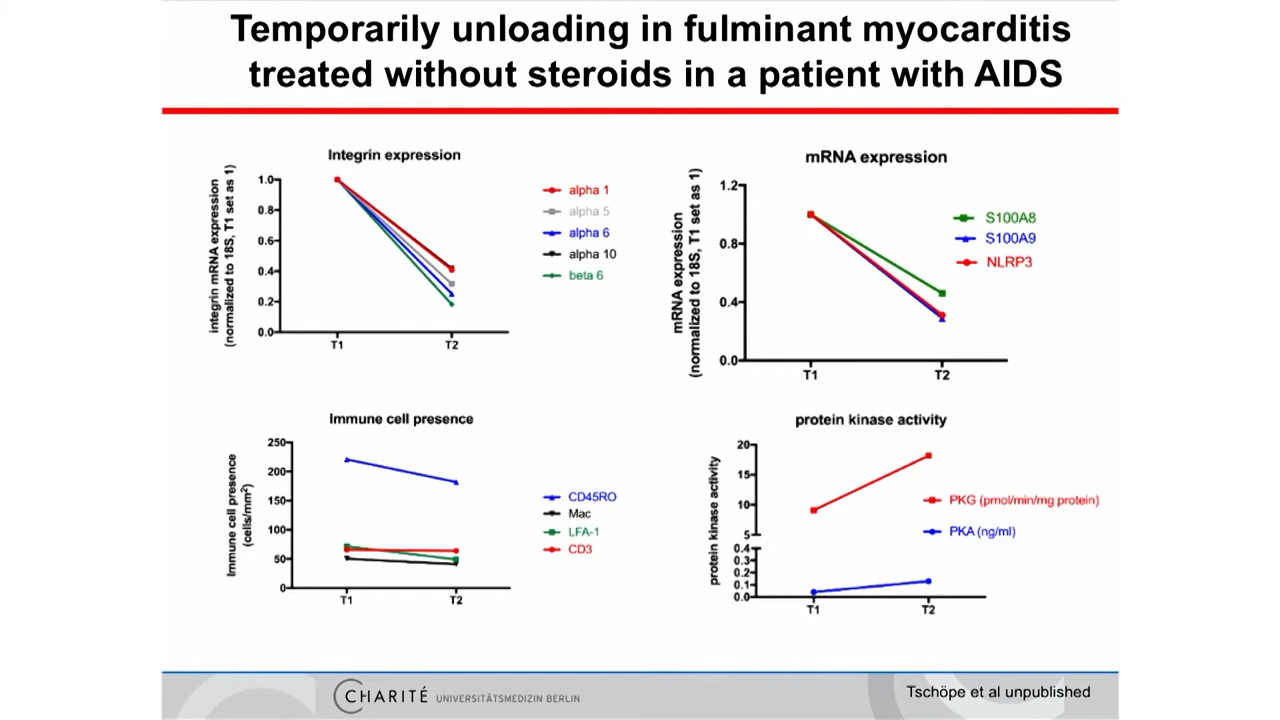 Temporarily unloading in fulminant myocarditis
treated without steroids in a patient with AIDS
Integrin expression
integrin mRNA expression
(normalized to 18S, T1 set as 1)
1.0
0.8
0.6
0.4
0.2
0.0
T1
T2
alpha 1
alpha 5
alpha 6
alpha 10
beta 6
mRNA expression
mRNA expression
(normalized to 18S, T1 set as 1)
1.2
0.8
0.4
0.0
T1
T2
S100A8
S100A9
NLRP3
Immune cell presence
Immune cell presence
(cells/mm²)
250
200
150
100
50
0
T1
T2
CD45RO
Mac
LFA-1
CD3
protein kinase activity
protein kinase activity
20
15
10
5
0.4
0.3
0.2
0.1
0.0
T1
T2
PKG (pmol/min/mg protein)
PKA (ng/ml)
CHARITÉ UNIVERSITÄTSMEDIZIN BERLIN
Tschöpe et al unpublished